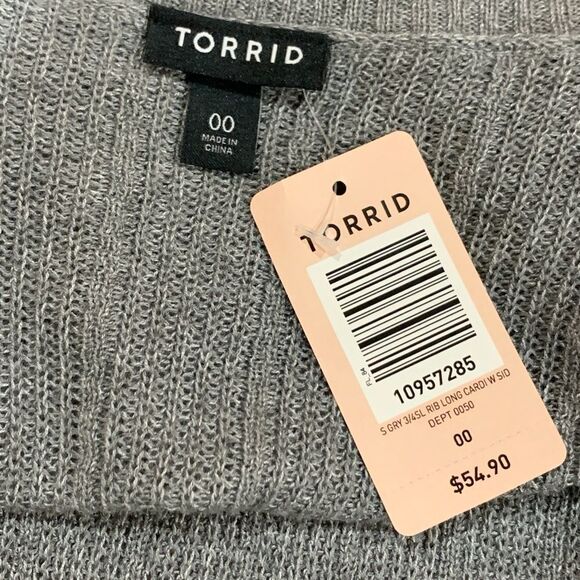 TORRID
00
MADE IN
CHINA
TORRID
FL_84
10957285
S GRY 3/4SL RIB LONG CARDI W SID
DEPT 0050
00
$54.90